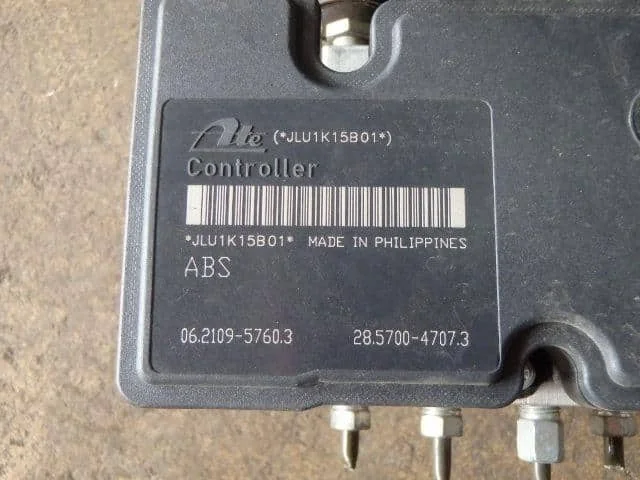 Ate (*JLU1K15B01*)
Controller
*JLU1K15B01* MADE IN PHILIPPINES
ABS
06.2109-5760.3 28.5700-4707.3